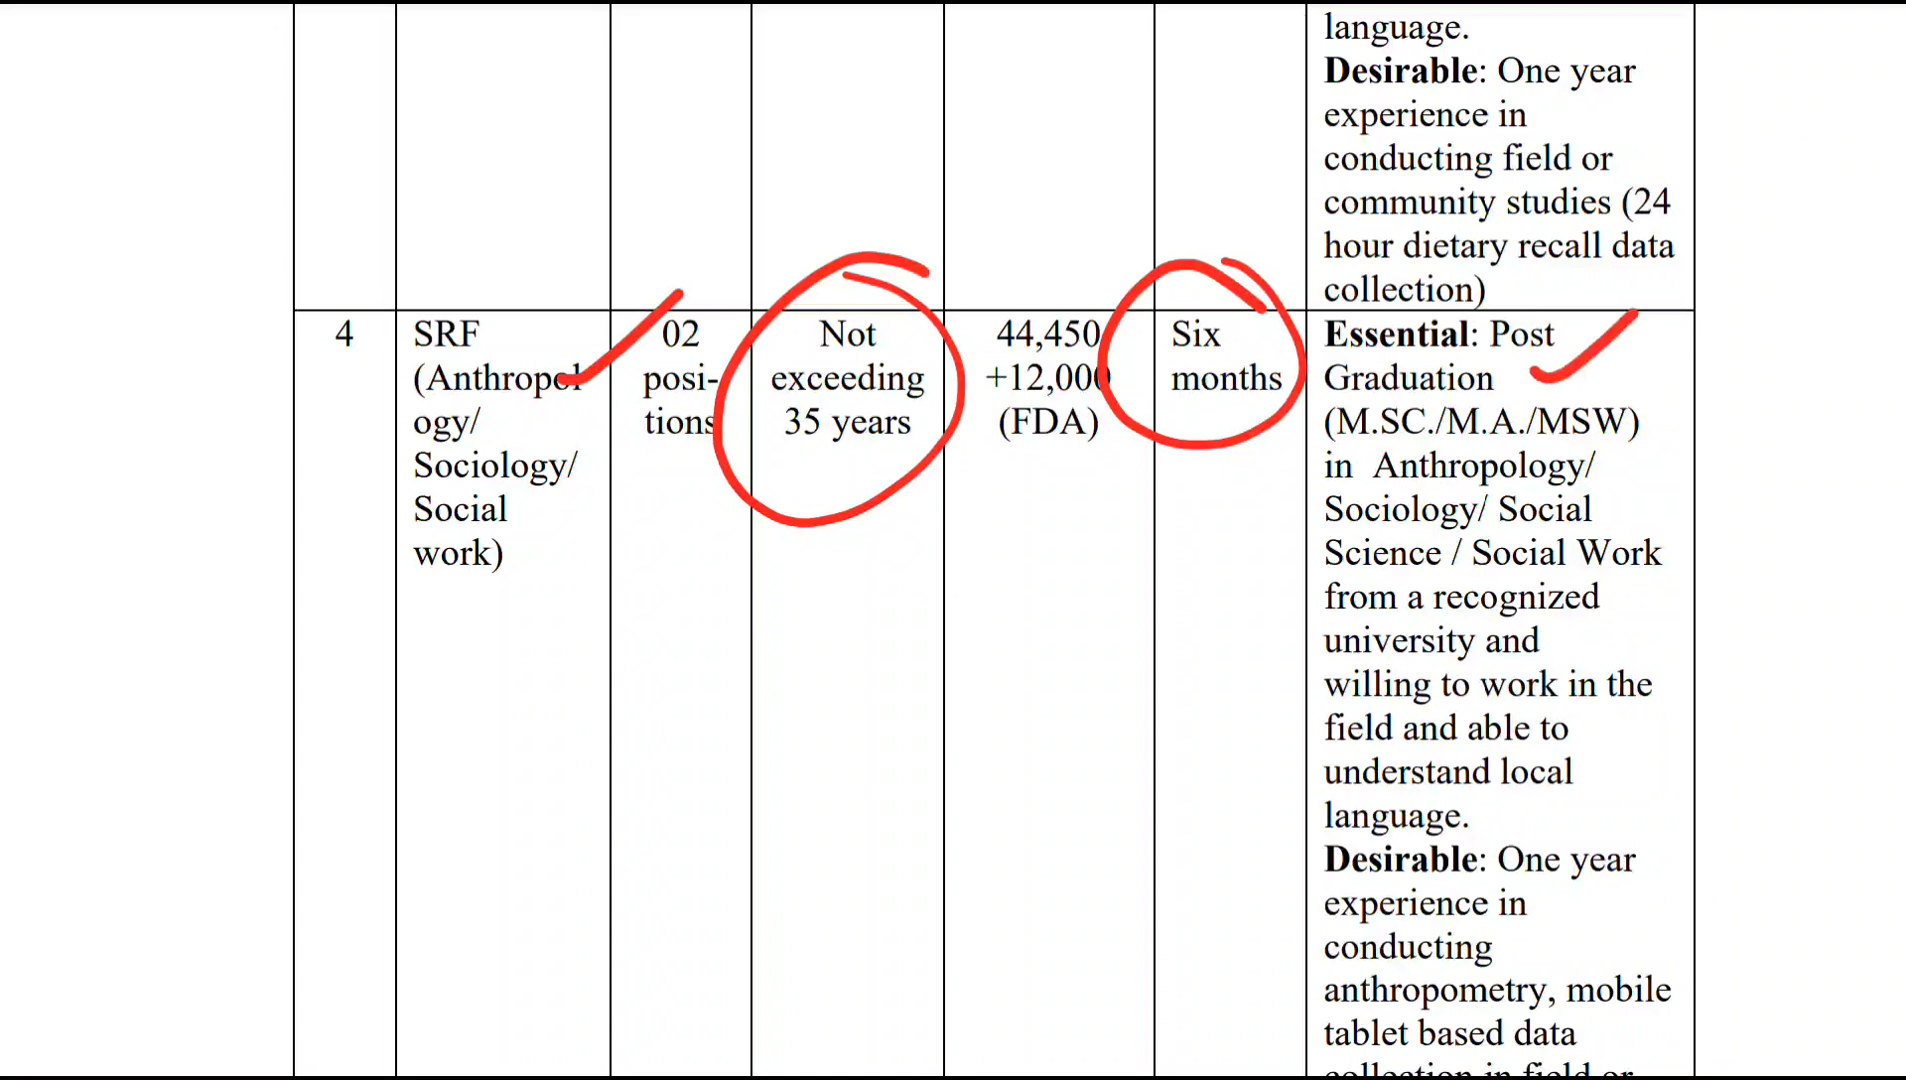 language.
Desirable: One year
experience in
conducting field or
community studies (24
hour dietary recall data
collection)
4
SRF
(Anthropol
ogy/
Sociology/
Social
work)
02
posi-
tions
Not
exceeding
35 years
44,450
+12,000
(FDA)
Six
months
Essential: Post
Graduation
(M.SC./M.A./MSW)
in Anthropology/
Sociology/ Social
Science / Social Work
from a recognized
university and
willing to work in the
field and able to
understand local
language.
Desirable: One year
experience in
conducting
anthropometry, mobile
tablet based data
collection in field or